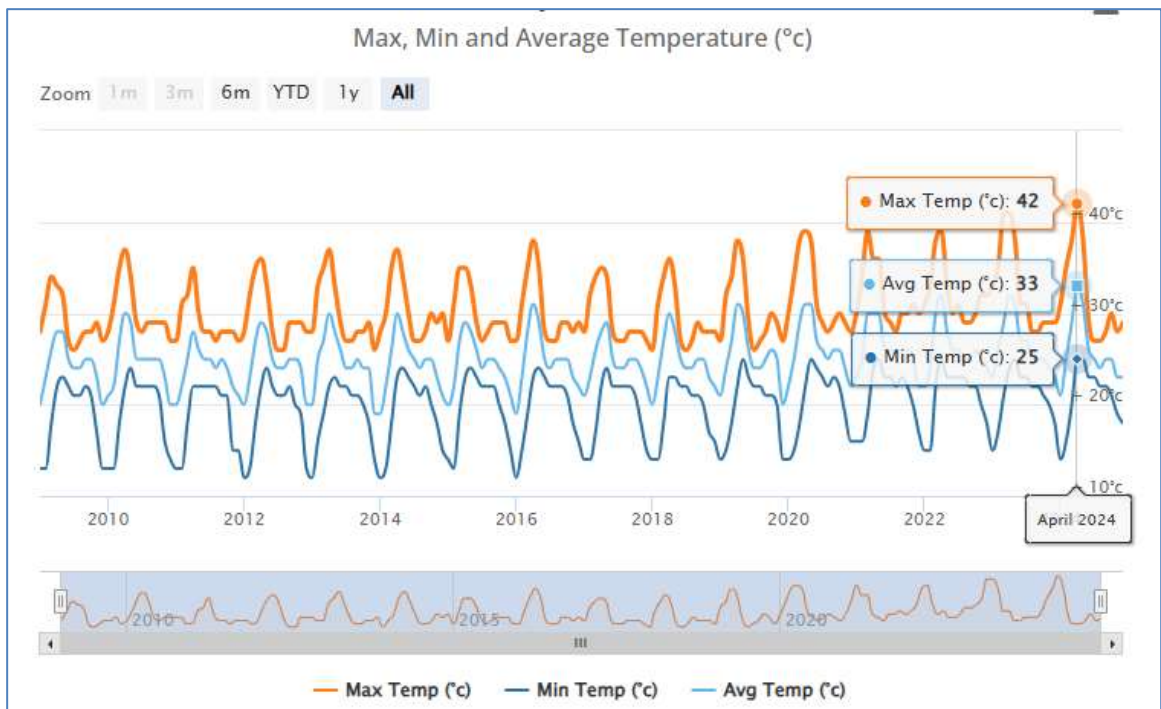 Max, Min and Average Temperature (°c)
Zoom 1m 3m 6m YTD 1y All
Max Temp (°c): 42
40°c
Avg Temp (°c): 33
30°c
Min Temp (°c): 25
20°c
10°c
2010 2012 2014 2016 2018 2020 2022
April 2024
2010 2015 2020
Max Temp (°c) Min Temp (°c) Avg Temp (°c)